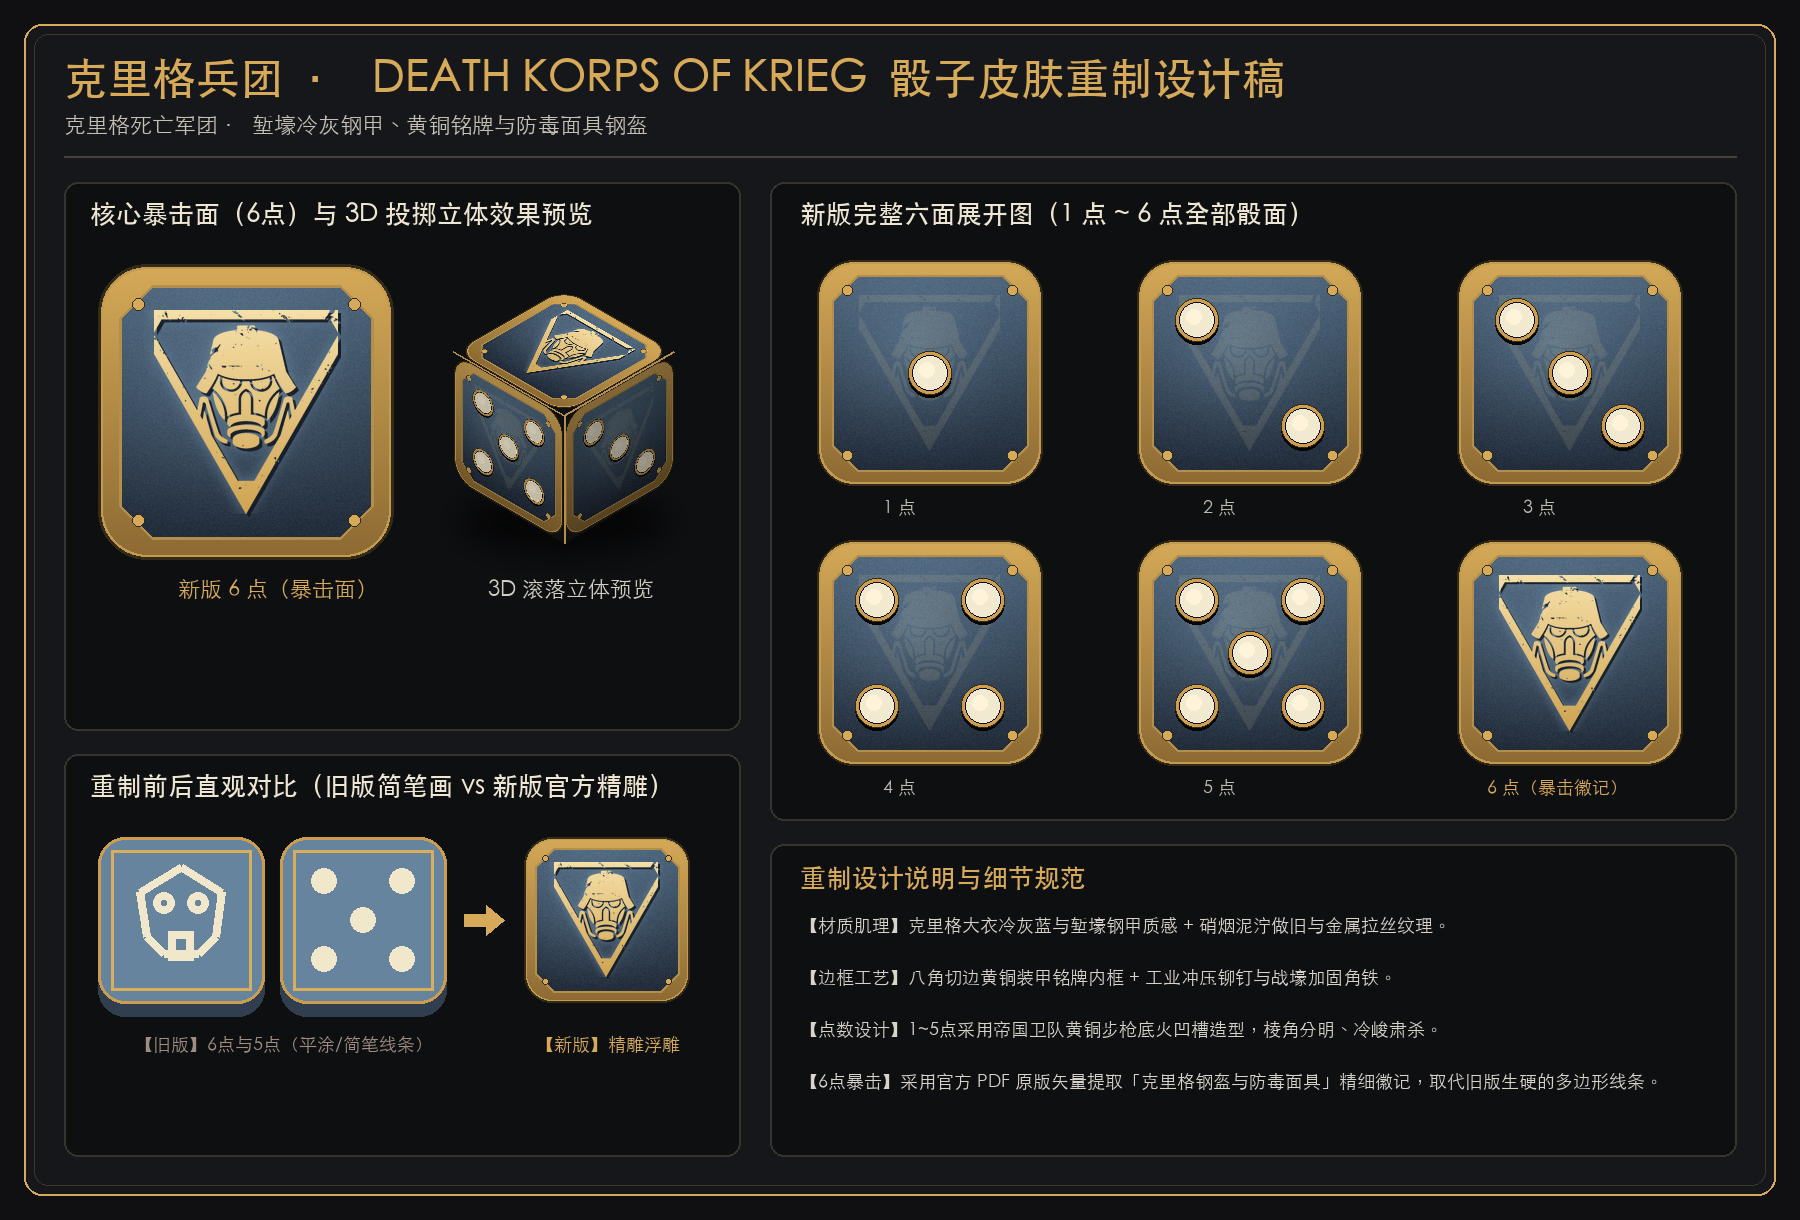 克里格兵团 · DEATH KORPS OF KRIEG 骰子皮肤重制设计稿
克里格死亡军团 · 堑壕冷灰钢甲、黄铜铭牌与防毒面具钢盔
核心暴击面（6点）与 3D 投掷立体效果预览
新版 6 点（暴击面）
3D 滚落立体预览
重制前后直观对比（旧版简笔画 vs 新版官方精雕）
【旧版】6点与5点（平涂/简笔线条）
【新版】精雕浮雕
新版完整六面展开图（1 点 ~ 6 点全部骰面）
1 点
2 点
3 点
4 点
5 点
6 点（暴击徽记）
重制设计说明与细节规范
【材质肌理】克里格大衣冷灰蓝与堑壕钢甲质感 + 硝烟泥泞做旧与金属拉丝纹理。
【边框工艺】八角切边黄铜装甲铭牌内框 + 工业冲压铆钉与战壕加固角铁。
【点数设计】1~5点采用帝国卫队黄铜步枪底火凹槽造型，棱角分明、冷峻肃杀。
【6点暴击】采用官方 PDF 原版矢量提取「克里格钢盔与防毒面具」精细徽记，取代旧版生硬的多边形线条。